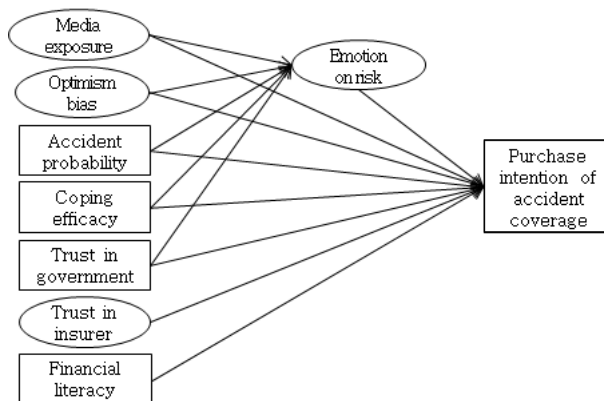 Media
exposure
Optimism
bias
Accident
probability
Coping
efficacy
Trust in
government
Trust in
insurer
Financial
literacy
Emotion
on risk
Purchase
intention of
accident
coverage